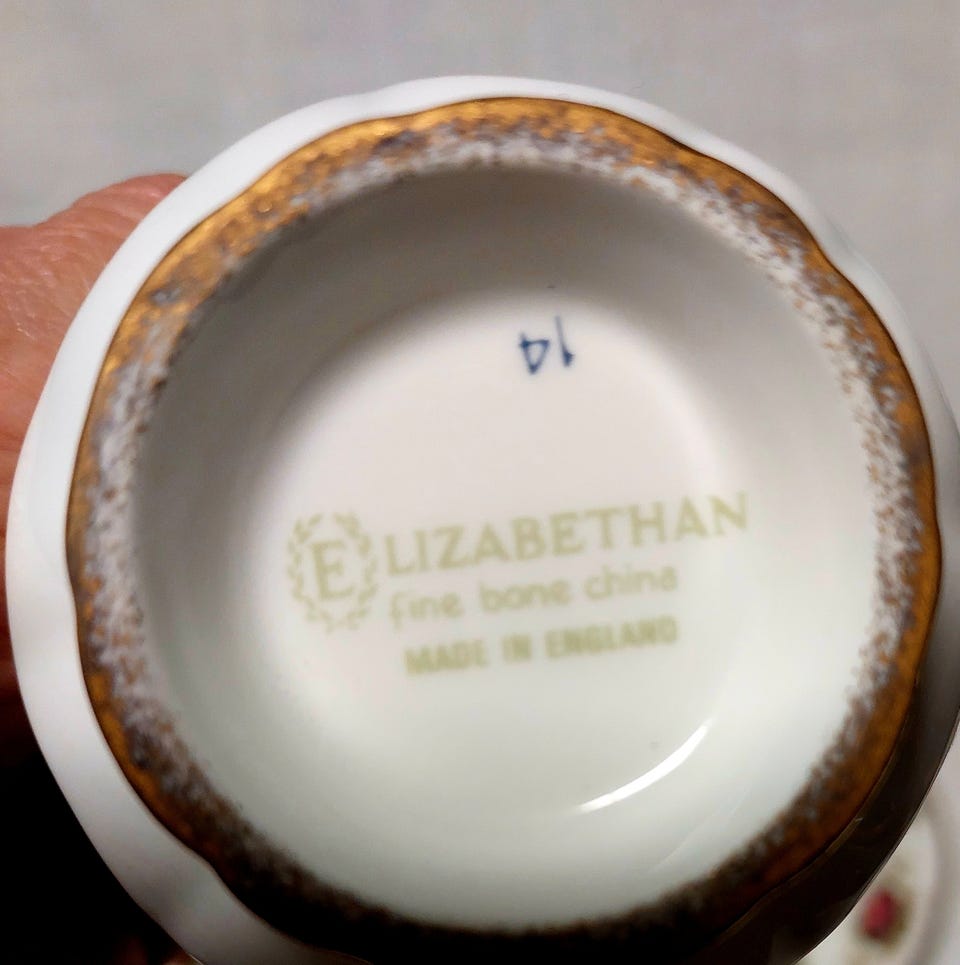 14
ELIZABETHAN
fine bone china
MADE IN ENGLAND